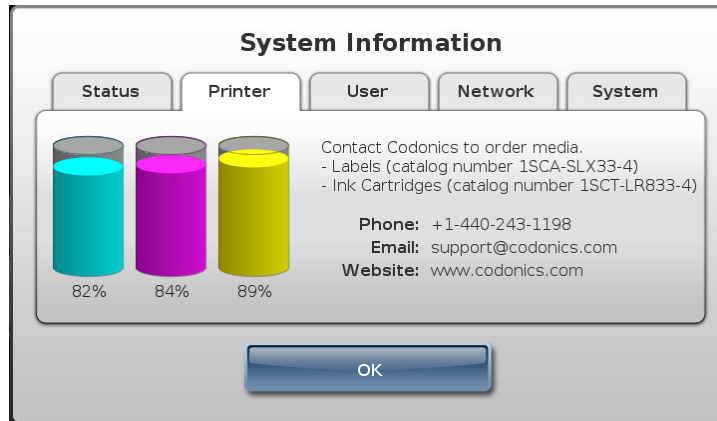 System Information
Status Printer User Network System
Contact Codonics to order media.
- Labels (catalog number 1SCA-SLX33-4)
- Ink Cartridges (catalog number 1SCT-LR833-4)
Phone: +1-440-243-1198
Email: support@codonics.com
Website: www.codonics.com
82% 84% 89%
OK